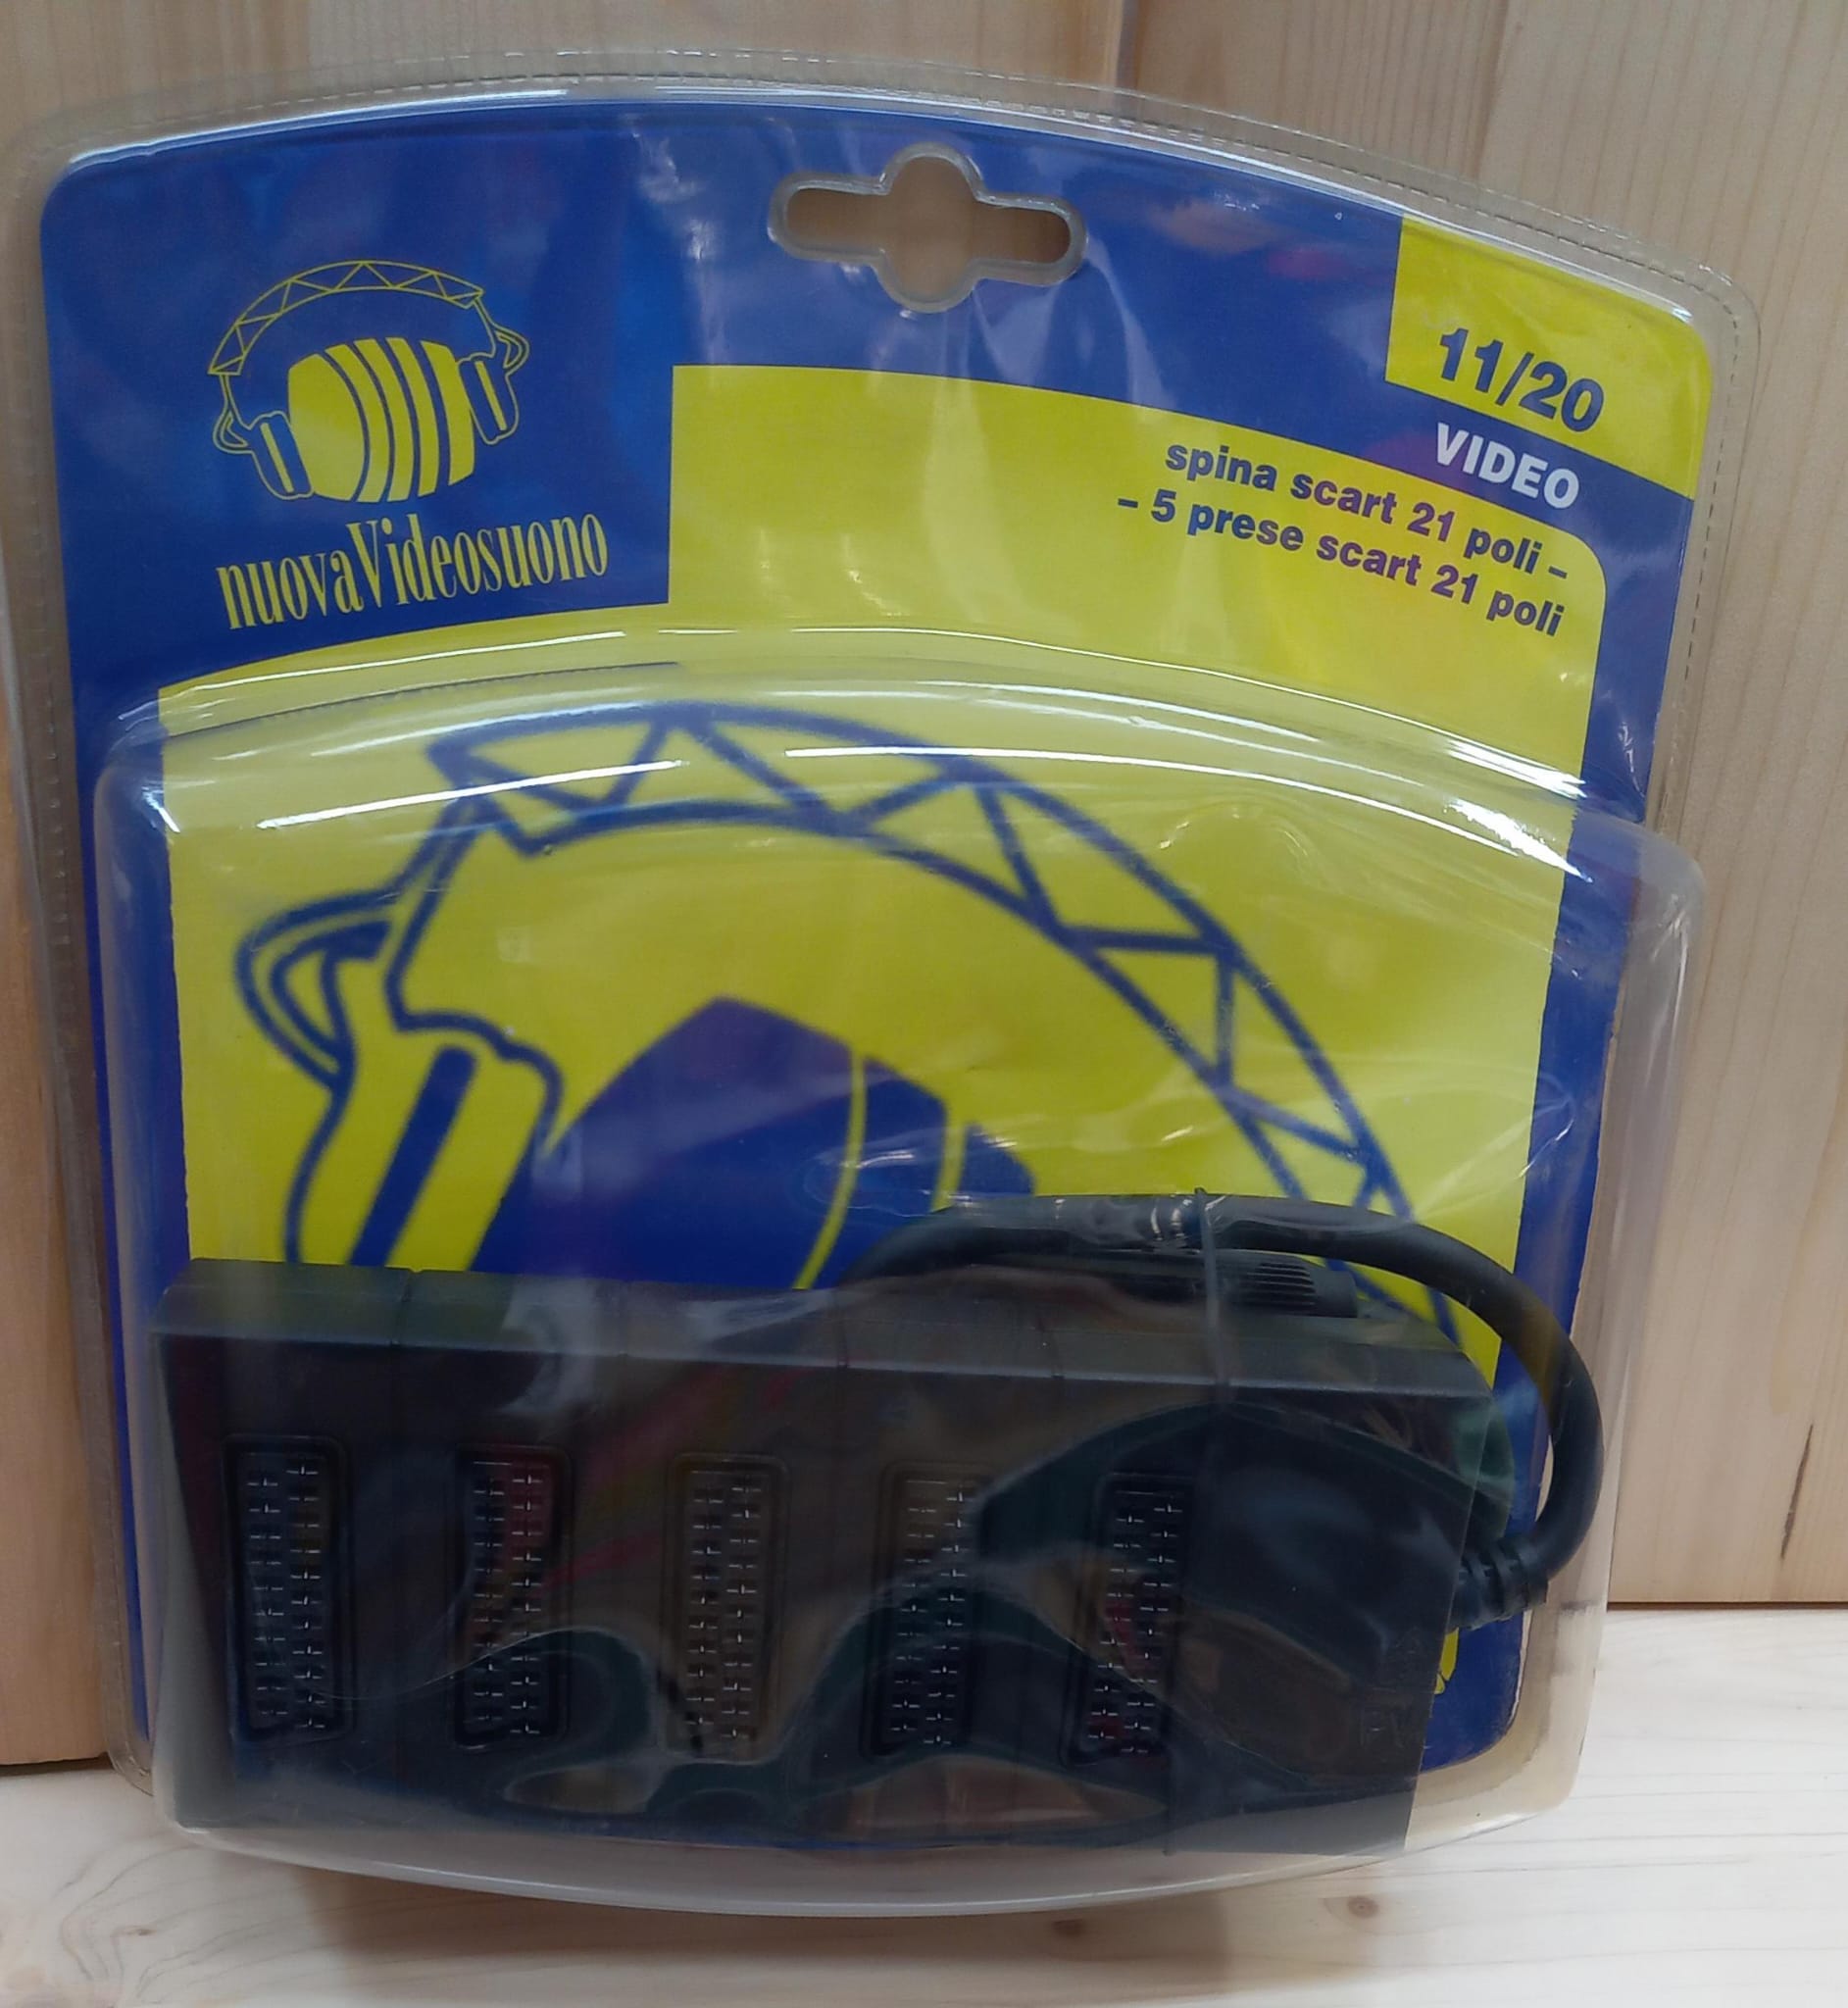 11/20
VIDEO
nuovaVideosuono
spina scart 21 poli –
– 5 prese scart 21 poli